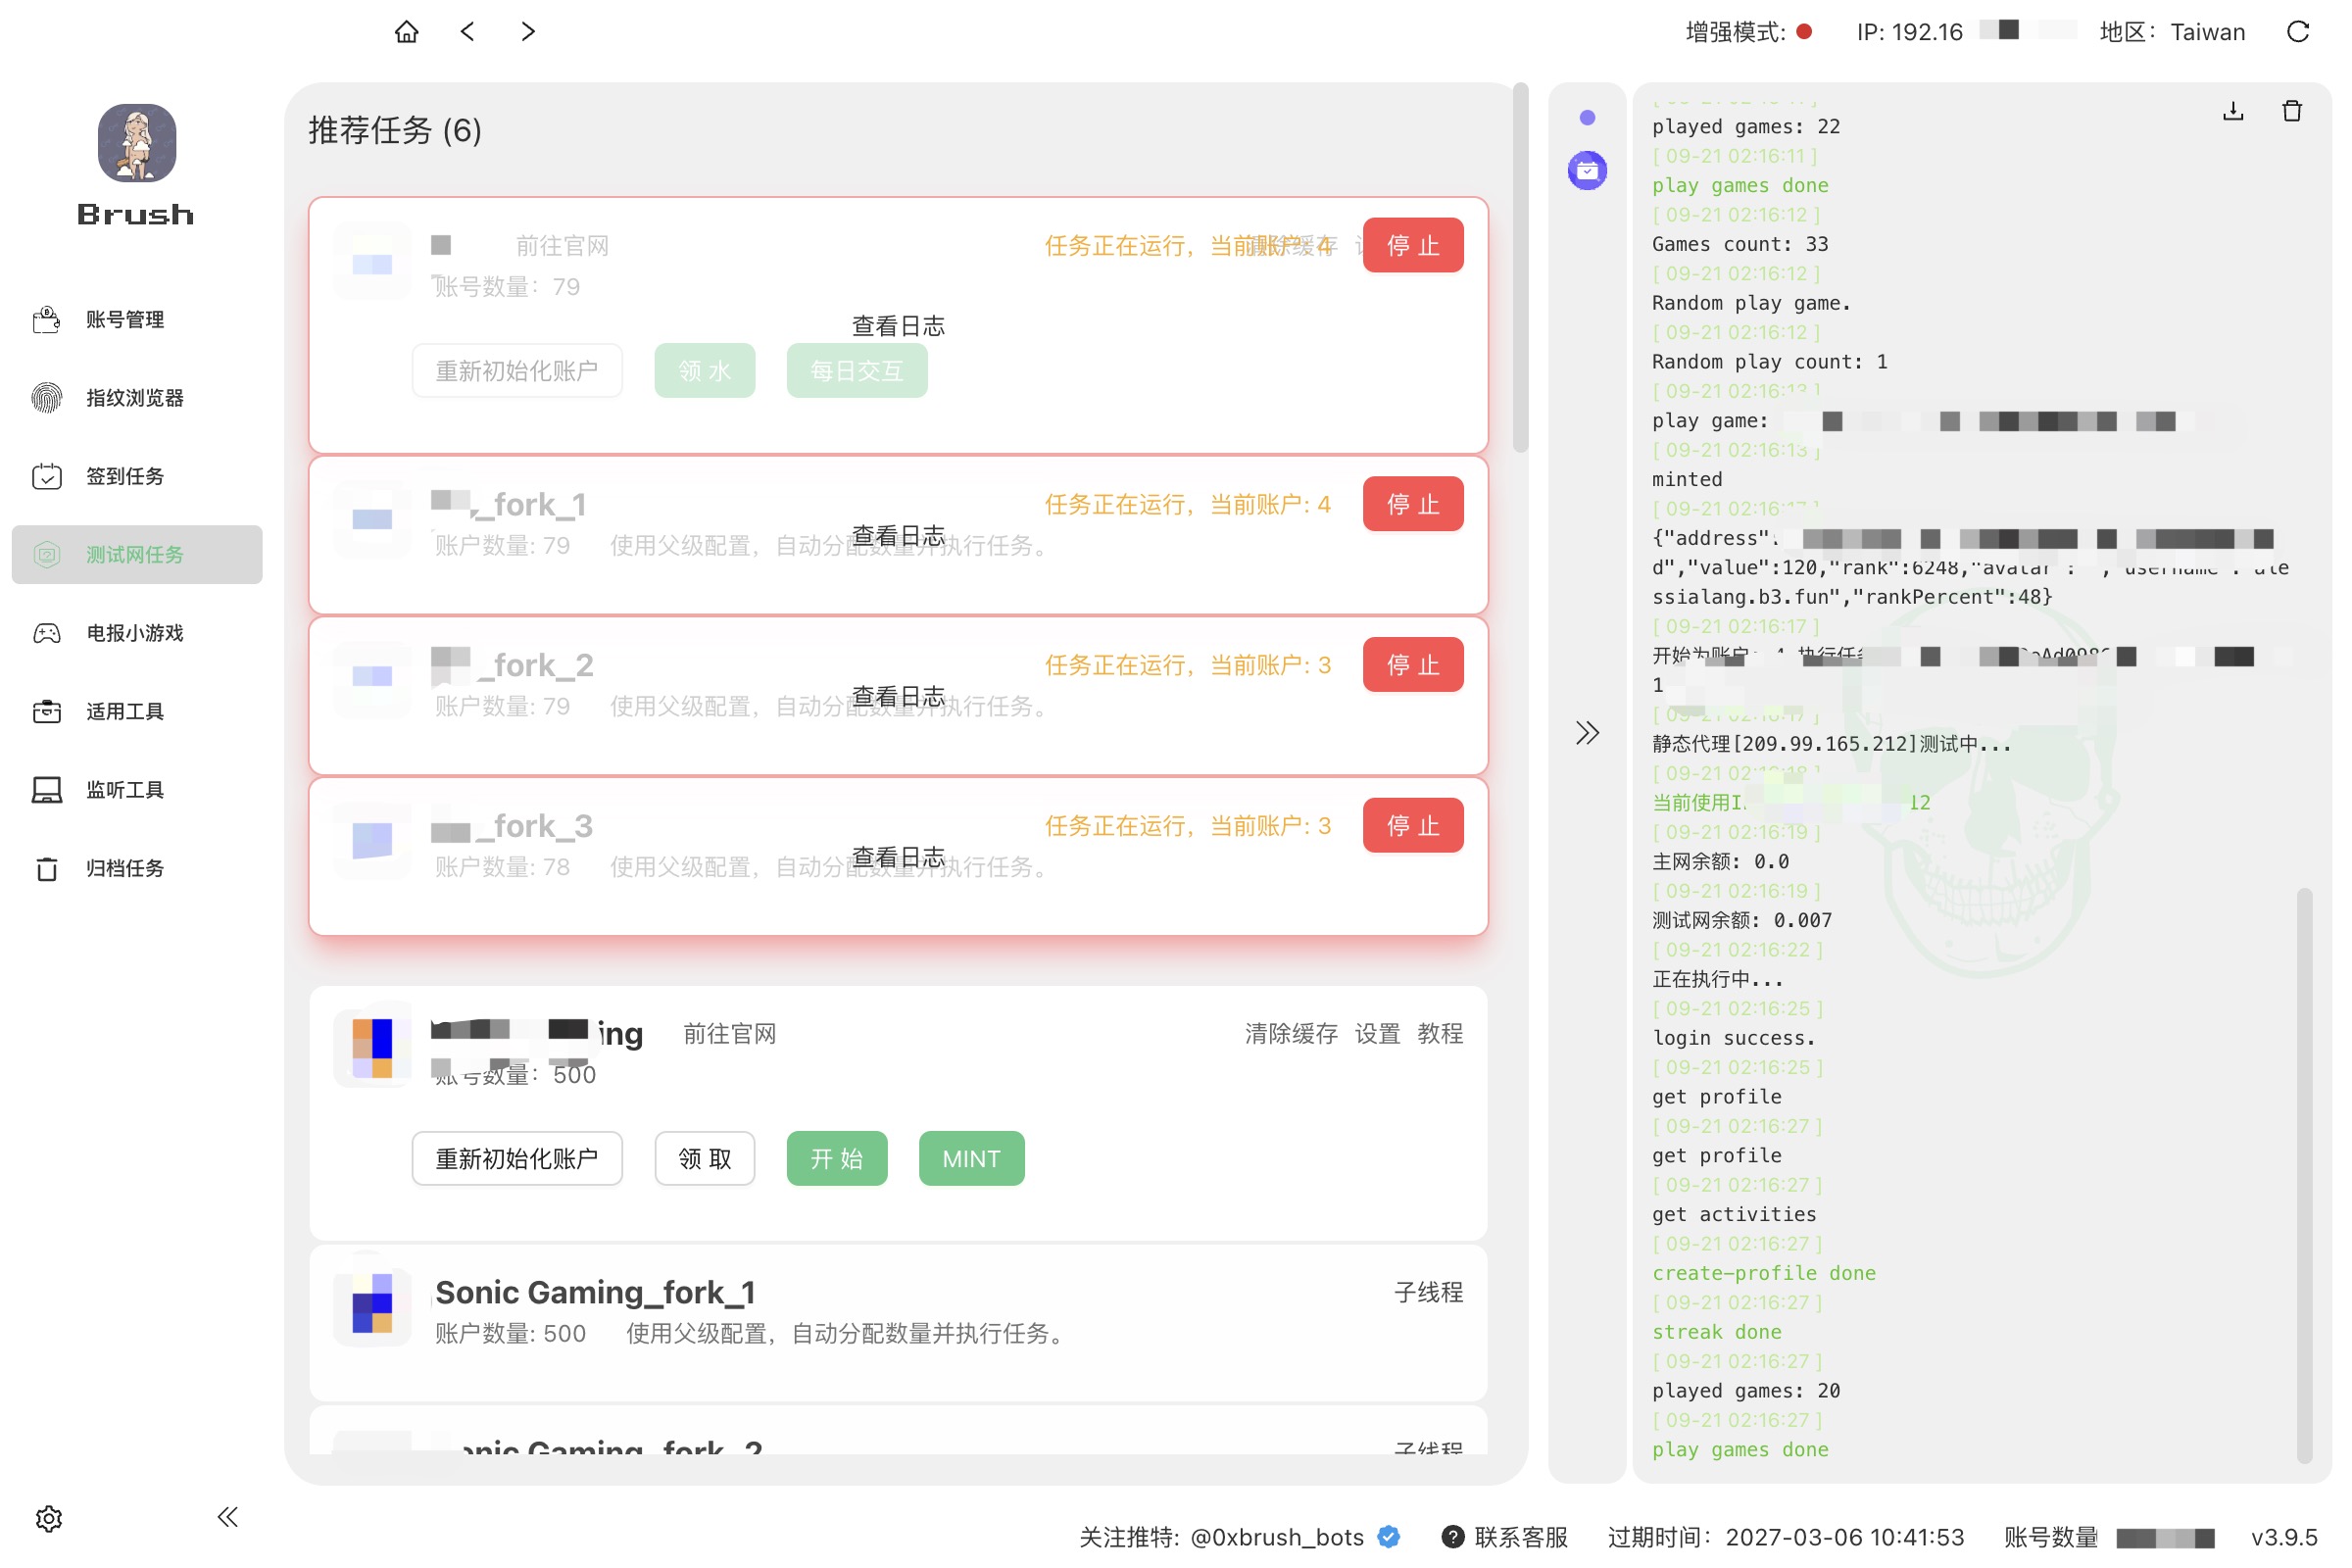 增强模式:
IP: 192.16
地区：Taiwan
Brush
账号管理
指纹浏览器
签到任务
测试网任务
电报小游戏
适用工具
监听工具
归档任务
推荐任务 (6)
前往官网
任务正在运行，当前账户: 4
清除缓存
停 止
账号数量：79
查看日志
重新初始化账户
领 水
每日交互
_fork_1
任务正在运行，当前账户: 4
停 止
账户数量: 79 使用父级配置，自动分配数量并执行任务。
查看日志
_fork_2
任务正在运行，当前账户: 3
停 止
账户数量: 79 使用父级配置，自动分配数量并执行任务。
查看日志
_fork_3
任务正在运行，当前账户: 3
停 止
账户数量: 78 使用父级配置，自动分配数量并执行任务。
查看日志
ing 前往官网
清除缓存 设置 教程
账号数量：500
重新初始化账户
领 取
开 始
MINT
Sonic Gaming_fork_1
子线程
账户数量: 500 使用父级配置，自动分配数量并执行任务。
onic Gaming_fork_2
子线程
played games: 22
[ 09-21 02:16:11 ]
play games done
[ 09-21 02:16:12 ]
Games count: 33
[ 09-21 02:16:12 ]
Random play game.
[ 09-21 02:16:12 ]
Random play count: 1
[ 09-21 02:16:13 ]
play game:
[ 09-21 02:16:13 ]
minted
[ 09-21 02:16:17 ]
{"address":
d","value":120,"rank":6248,"avatar":"","username":"ale
ssialang.b3.fun","rankPercent":48}
[ 09-21 02:16:17 ]
开始为账户: 4 执行任务
1
[ 09-21 02:16:17 ]
静态代理[209.99.165.212]测试中...
[ 09-21 02:16:18 ]
当前使用I 12
[ 09-21 02:16:19 ]
主网余额: 0.0
[ 09-21 02:16:19 ]
测试网余额: 0.007
[ 09-21 02:16:22 ]
正在执行中...
[ 09-21 02:16:25 ]
login success.
[ 09-21 02:16:25 ]
get profile
[ 09-21 02:16:27 ]
get profile
[ 09-21 02:16:27 ]
get activities
[ 09-21 02:16:27 ]
create-profile done
[ 09-21 02:16:27 ]
streak done
[ 09-21 02:16:27 ]
played games: 20
[ 09-21 02:16:27 ]
play games done
关注推特: @0xbrush_bots
联系客服
过期时间：2027-03-06 10:41:53
账号数量
v3.9.5